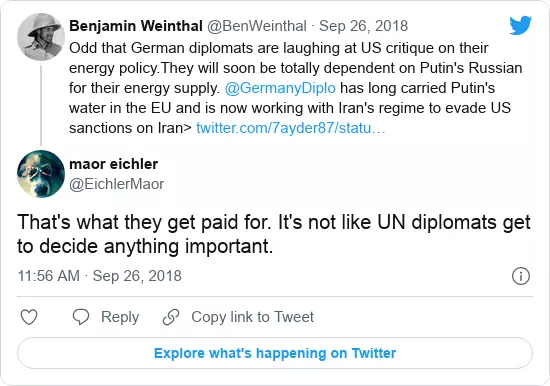 Benjamin Weinthal @BenWeinthal · Sep 26, 2018
Odd that German diplomats are laughing at US critique on their
energy policy.They will soon be totally dependent on Putin's Russian
for their energy supply. @GermanyDiplo has long carried Putin's
water in the EU and is now working with Iran's regime to evade US
sanctions on Iran> twitter.com/7ayder87/statu…
maor eichler
@EichlerMaor
That's what they get paid for. It's not like UN diplomats get
to decide anything important.
11:56 AM · Sep 26, 2018
Reply
Copy link to Tweet
Explore what's happening on Twitter